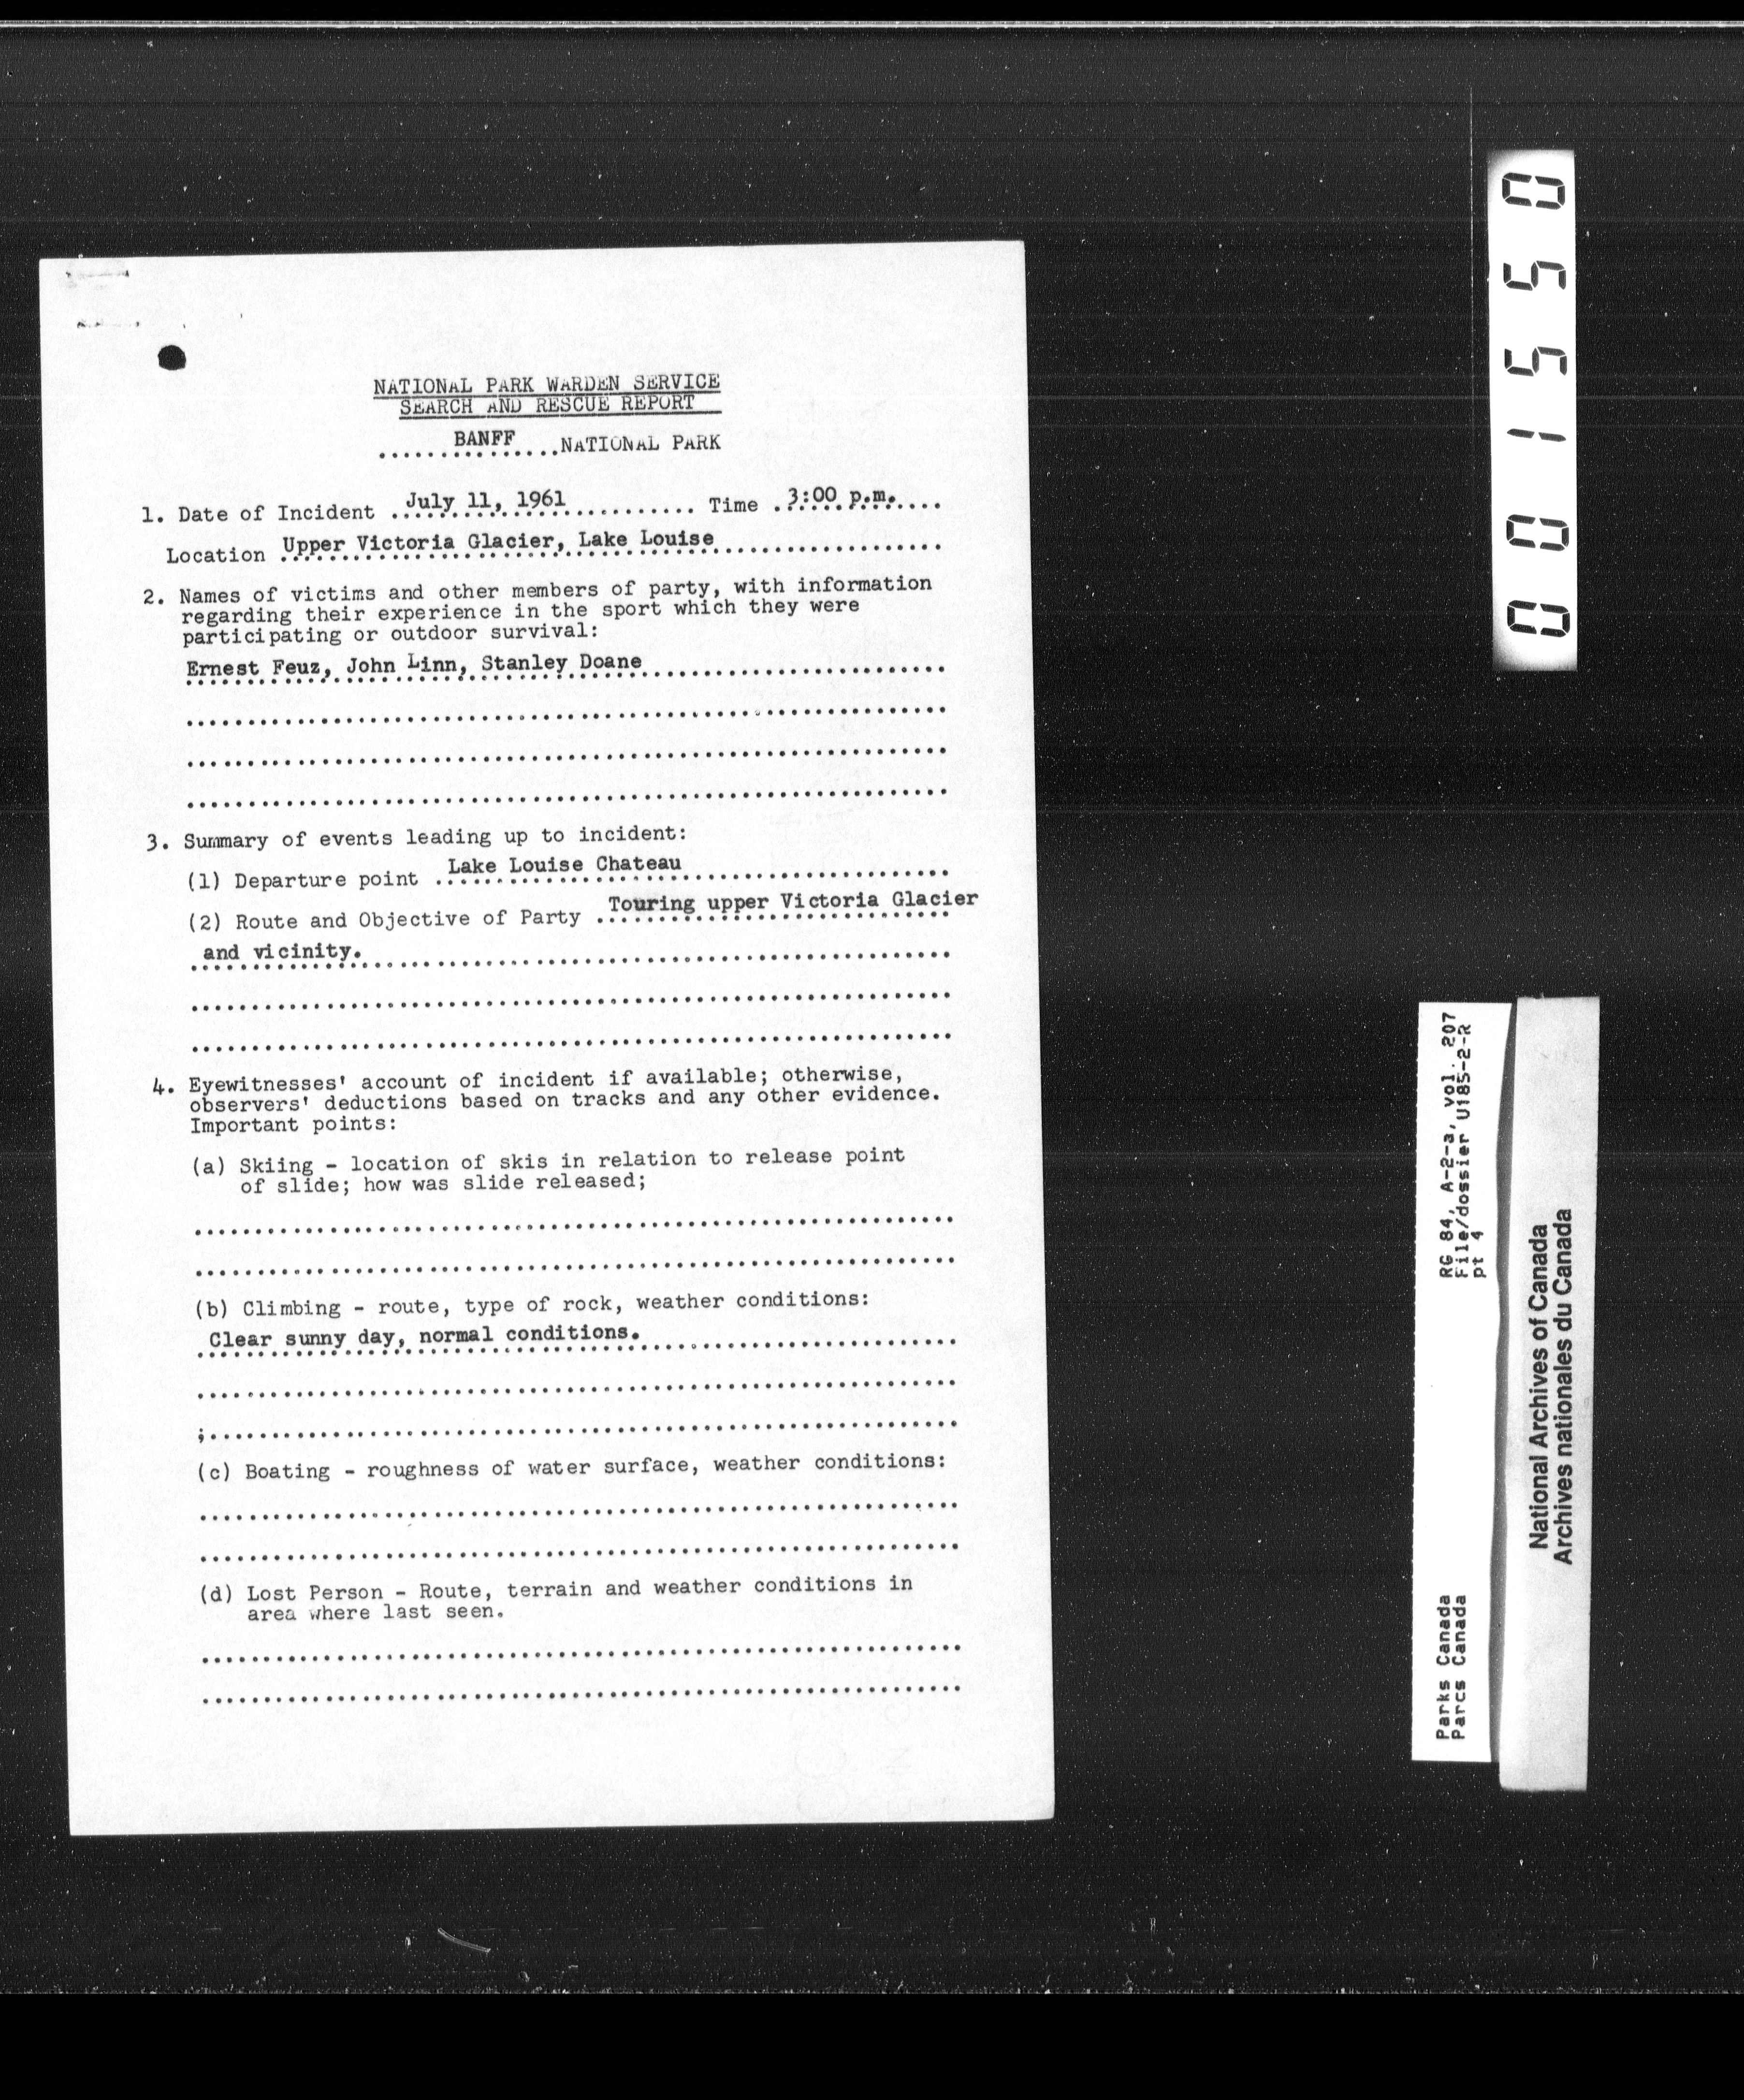 NATIONAL PARK WARDEN SERVICE
SEARCH AND RESCUE REPORT
BANFF NATIONAL PARK
1. Date of Incident July 11, 1961 Time 3:00 p.m.
Location Upper Victoria Glacier, Lake Louise
2. Names of victims and other members of party, with information
regarding their experience in the sport which they were
participating or outdoor survival:
Ernest Feuz, John Linn, Stanley Doane
3. Summary of events leading up to incident:
(1) Departure point Lake Louise Chateau
(2) Route and Objective of Party Touring upper Victoria Glacier
and vicinity.
4. Eyewitnesses' account of incident if available; otherwise,
observers' deductions based on tracks and any other evidence.
Important points:
(a) Skiing - location of skis in relation to release point
of slide; how was slide released;
(b) Climbing - route, type of rock, weather conditions:
Clear sunny day, normal conditions.
;
(c) Boating - roughness of water surface, weather conditions:
(d) Lost Person - Route, terrain and weather conditions in
area where last seen.
001550
RG 84, A-2-a, vol. 207
File/dossier U185-2-R
pt 4
Parks Canada
Parcs Canada
National Archives of Canada
Archives nationales du Canada